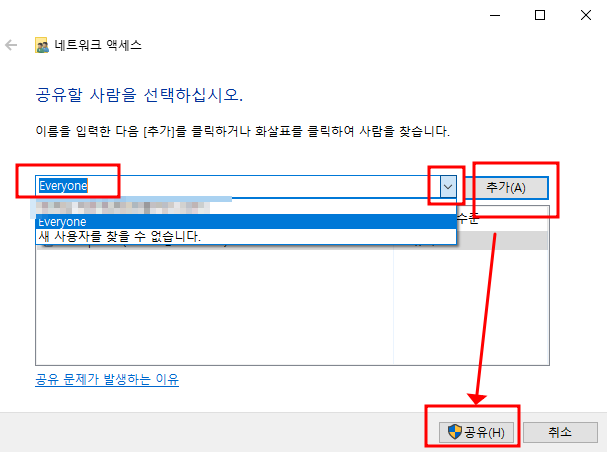 네트워크 액세스
공유할 사람을 선택하십시오.
이름을 입력한 다음 [추가]를 클릭하거나 화살표를 클릭하여 사람을 찾습니다.
Everyone
추가(A)
Everyone
수준
새 사용자를 찾을 수 없습니다.
공유 문제가 발생하는 이유
공유(H)
취소